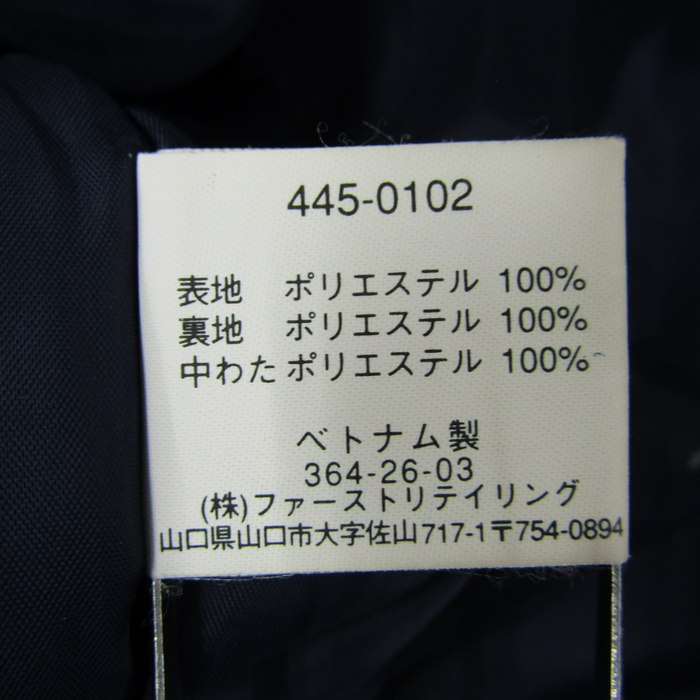 445-0102
表地 ポリエステル 100%
裏地 ポリエステル 100%
中わた ポリエステル 100%
ベトナム製
364-26-03
(株)ファーストリテイリング
山口県山口市大字佐山717-1〒754-0894